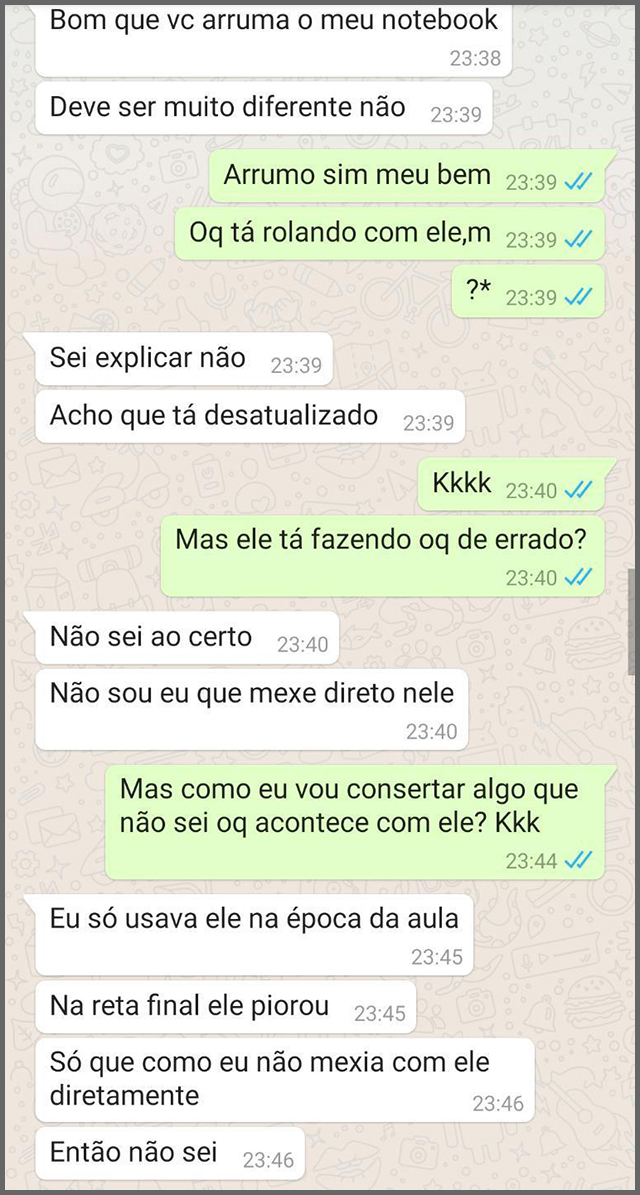 Bom que vc arruma o meu notebook
23:38
Deve ser muito diferente não 23:39
Arrumo sim meu bem 23:39
Oq tá rolando com ele,m 23:39
?* 23:39
Sei explicar não 23:39
Acho que tá desatualizado 23:39
Kkkk 23:40
Mas ele tá fazendo oq de errado?
23:40
Não sei ao certo 23:40
Não sou eu que mexe direto nele
23:40
Mas como eu vou consertar algo que
não sei oq acontece com ele? Kkk
23:44
Eu só usava ele na época da aula
23:45
Na reta final ele piorou 23:45
Só que como eu não mexia com ele
diretamente 23:46
Então não sei 23:46